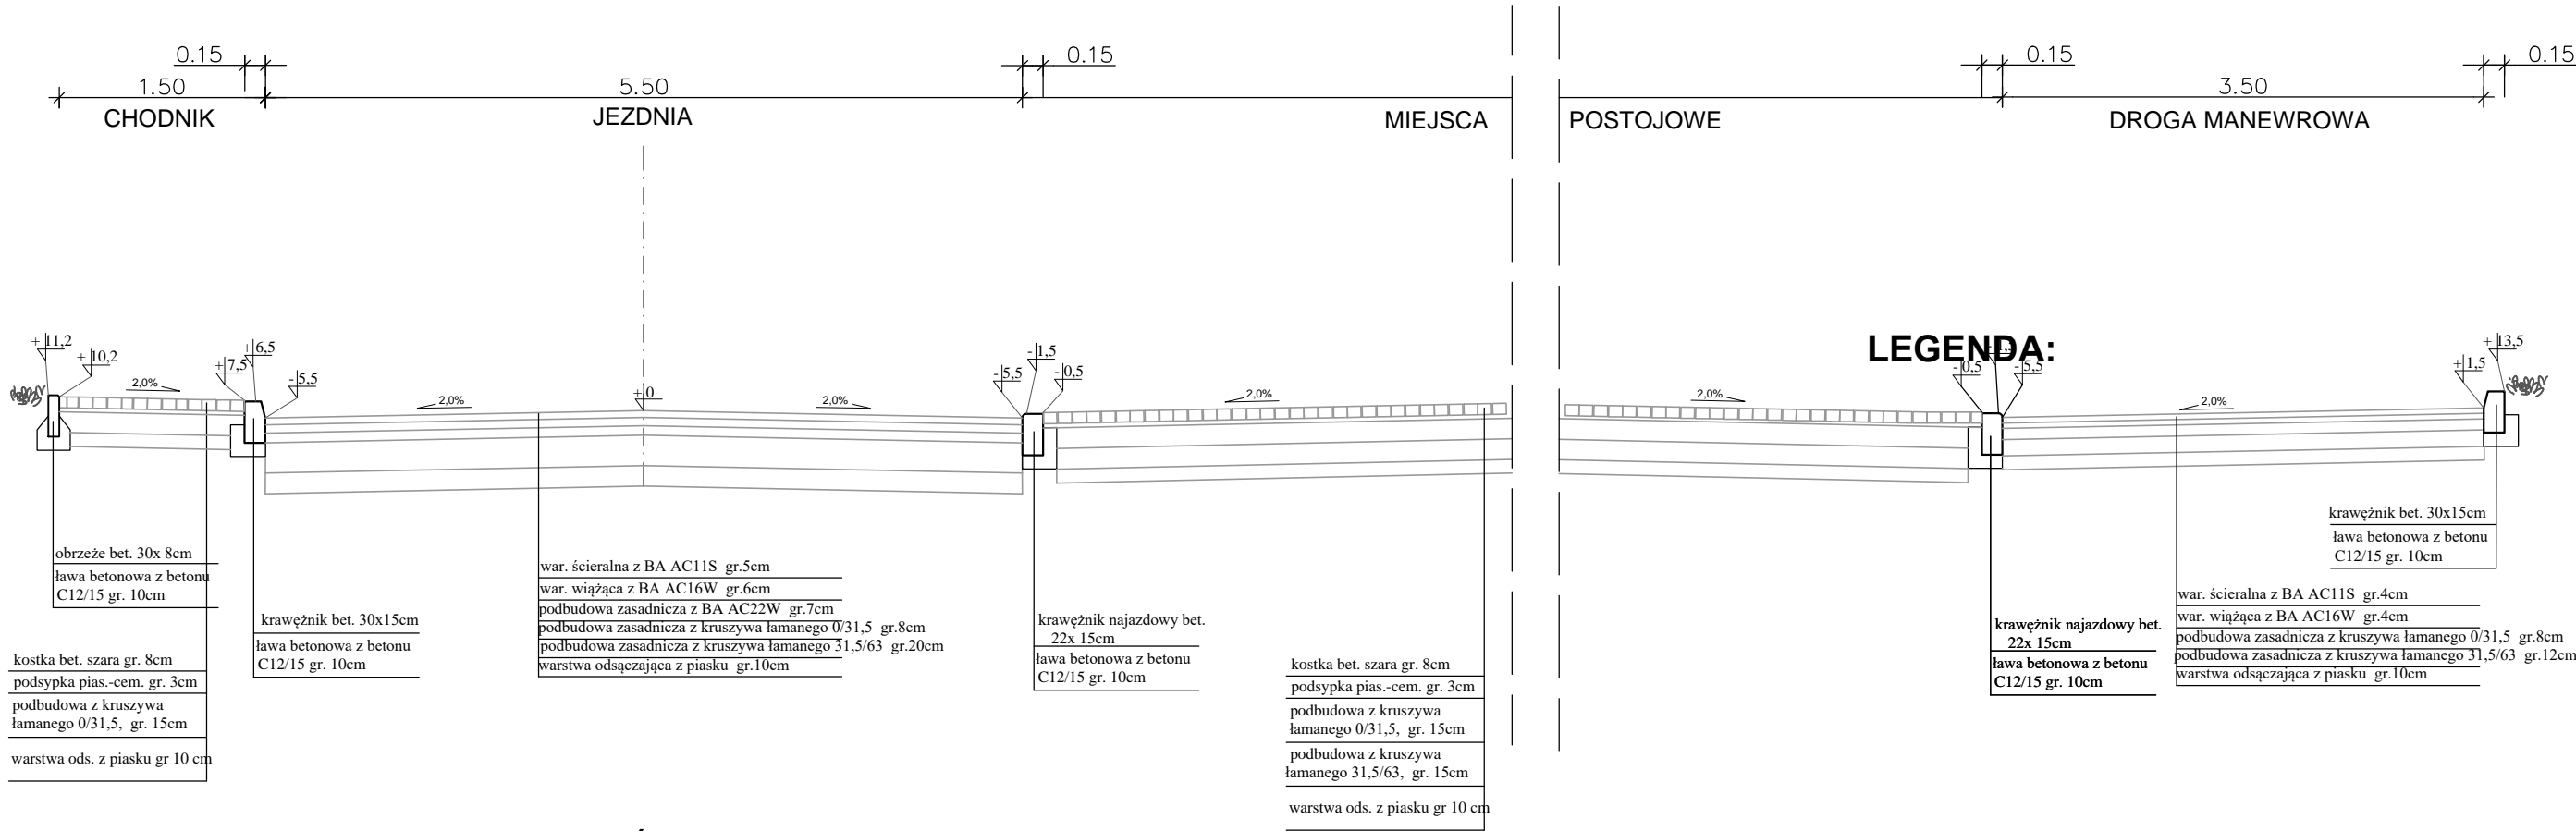 0.15
0.15
0.15
0.15
1.50
5.50
3.50
CHODNIK
JEZDNIA
MIEJSCA
POSTOJOWE
DROGA MANEWROWA
LEGENDA:
+11,2
+10,2
+7,5
+6,5
-5,5
+0
-5,5
-1,5
-0,5
-0,5
-5,5
+1,5
+13,5
2,0%
2,0%
2,0%
2,0%
2,0%
2,0%
obrzeże bet. 30x 8cm
ława betonowa z betonu
C12/15 gr. 10cm
kostka bet. szara gr. 8cm
podsypka pias.-cem. gr. 3cm
podbudowa z kruszywa
łamanego 0/31,5, gr. 15cm
warstwa ods. z piasku gr 10 cm
krawężnik bet. 30x15cm
ława betonowa z betonu
C12/15 gr. 10cm
war. ścieralna z BA AC11S gr.5cm
war. wiążąca z BA AC16W gr.6cm
podbudowa zasadnicza z BA AC22W gr.7cm
podbudowa zasadnicza z kruszywa łamanego 0/31,5 gr.8cm
podbudowa zasadnicza z kruszywa łamanego 31,5/63 gr.20cm
warstwa odsączająca z piasku gr.10cm
krawężnik najazdowy bet.
22x 15cm
ława betonowa z betonu
C12/15 gr. 10cm
kostka bet. szara gr. 8cm
podsypka pias.-cem. gr. 3cm
podbudowa z kruszywa
łamanego 0/31,5, gr. 15cm
podbudowa z kruszywa
łamanego 31,5/63, gr. 15cm
warstwa ods. z piasku gr 10 cm
krawężnik najazdowy bet.
22x 15cm
ława betonowa z betonu
C12/15 gr. 10cm
war. ścieralna z BA AC11S gr.4cm
war. wiążąca z BA AC16W gr.4cm
podbudowa zasadnicza z kruszywa łamanego 0/31,5 gr.8cm
podbudowa zasadnicza z kruszywa łamanego 31,5/63 gr.12cm
warstwa odsączająca z piasku gr.10cm
krawężnik bet. 30x15cm
ława betonowa z betonu
C12/15 gr. 10cm